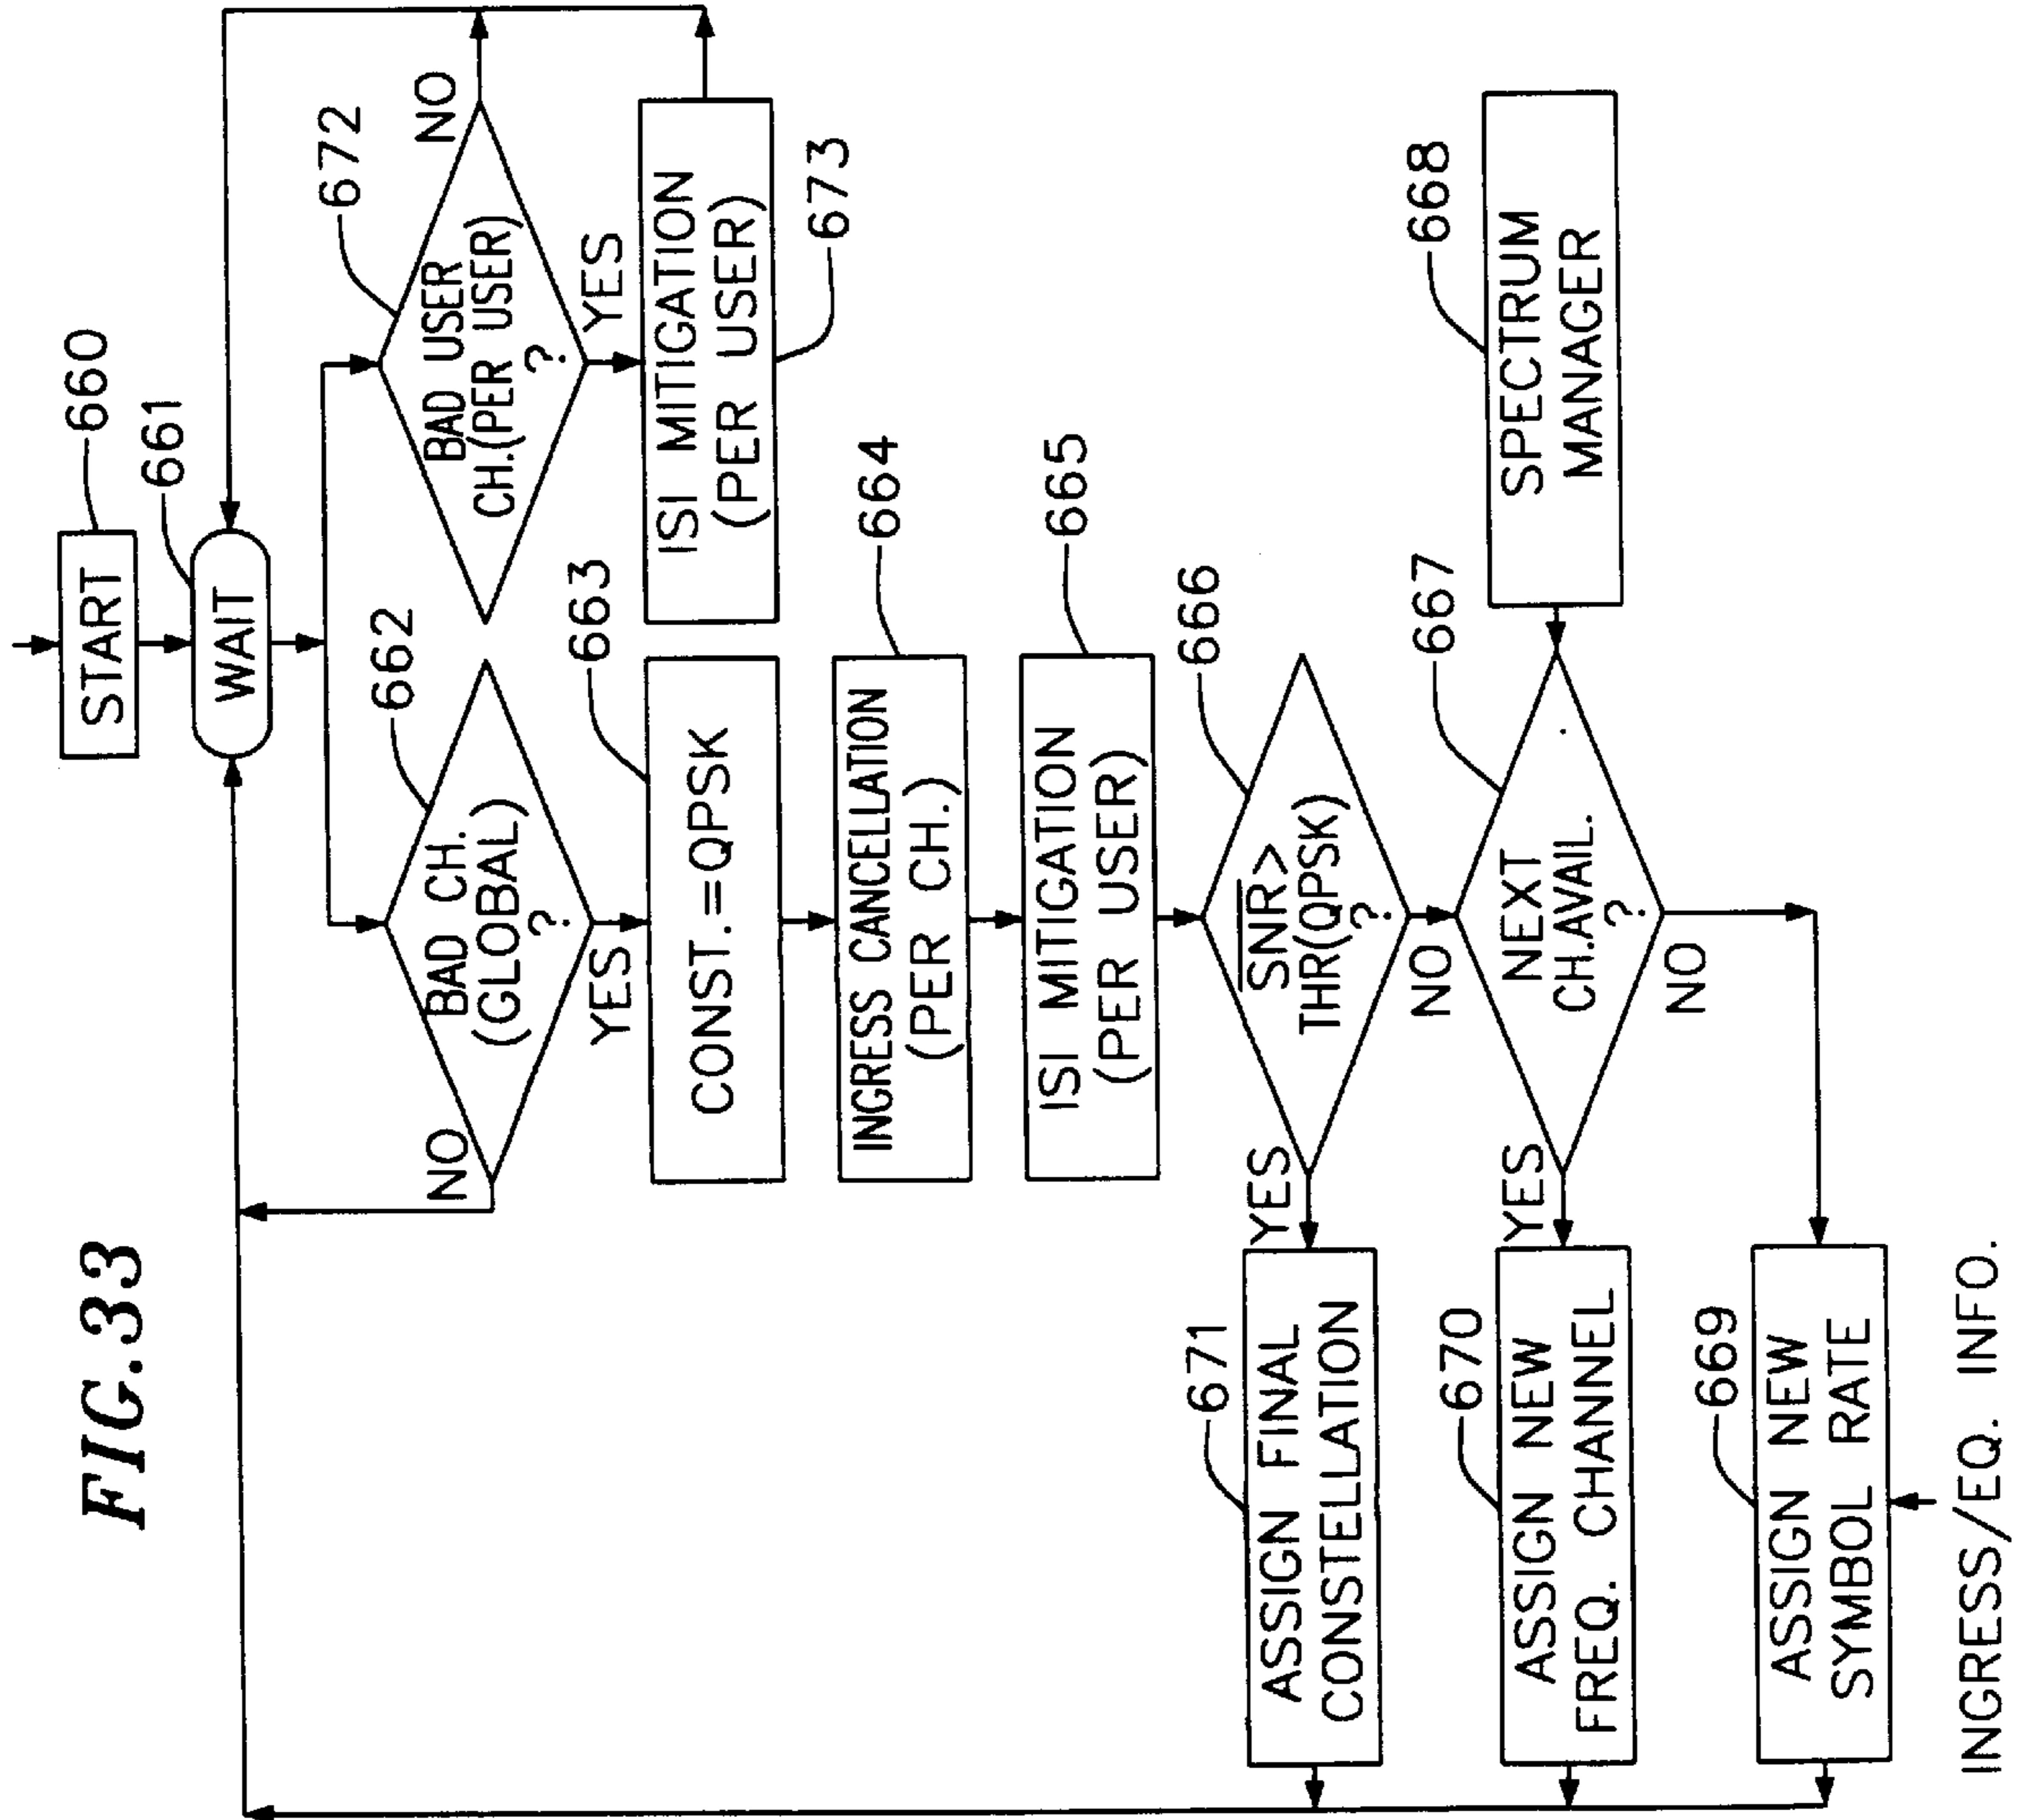 FIG.33
START
660
WAIT
661
BAD CH.
(GLOBAL)
?
662
NO
YES
BAD USER
CH.(PER USER)
?
672
NO
YES
CONST.=QPSK
663
ISI MITIGATION
(PER USER)
673
INGRESS CANCELLATION
(PER CH.)
664
ISI MITIGATION
(PER USER)
665
SNR>
THR(QPSK)
?
666
YES
NO
ASSIGN FINAL
CONSTELLATION
671
NEXT
CH.AVAIL.
?
667
YES
NO
SPECTRUM
MANAGER
668
ASSIGN NEW
FREQ. CHANNEL
670
ASSIGN NEW
SYMBOL RATE
669
INGRESS/EQ. INFO.